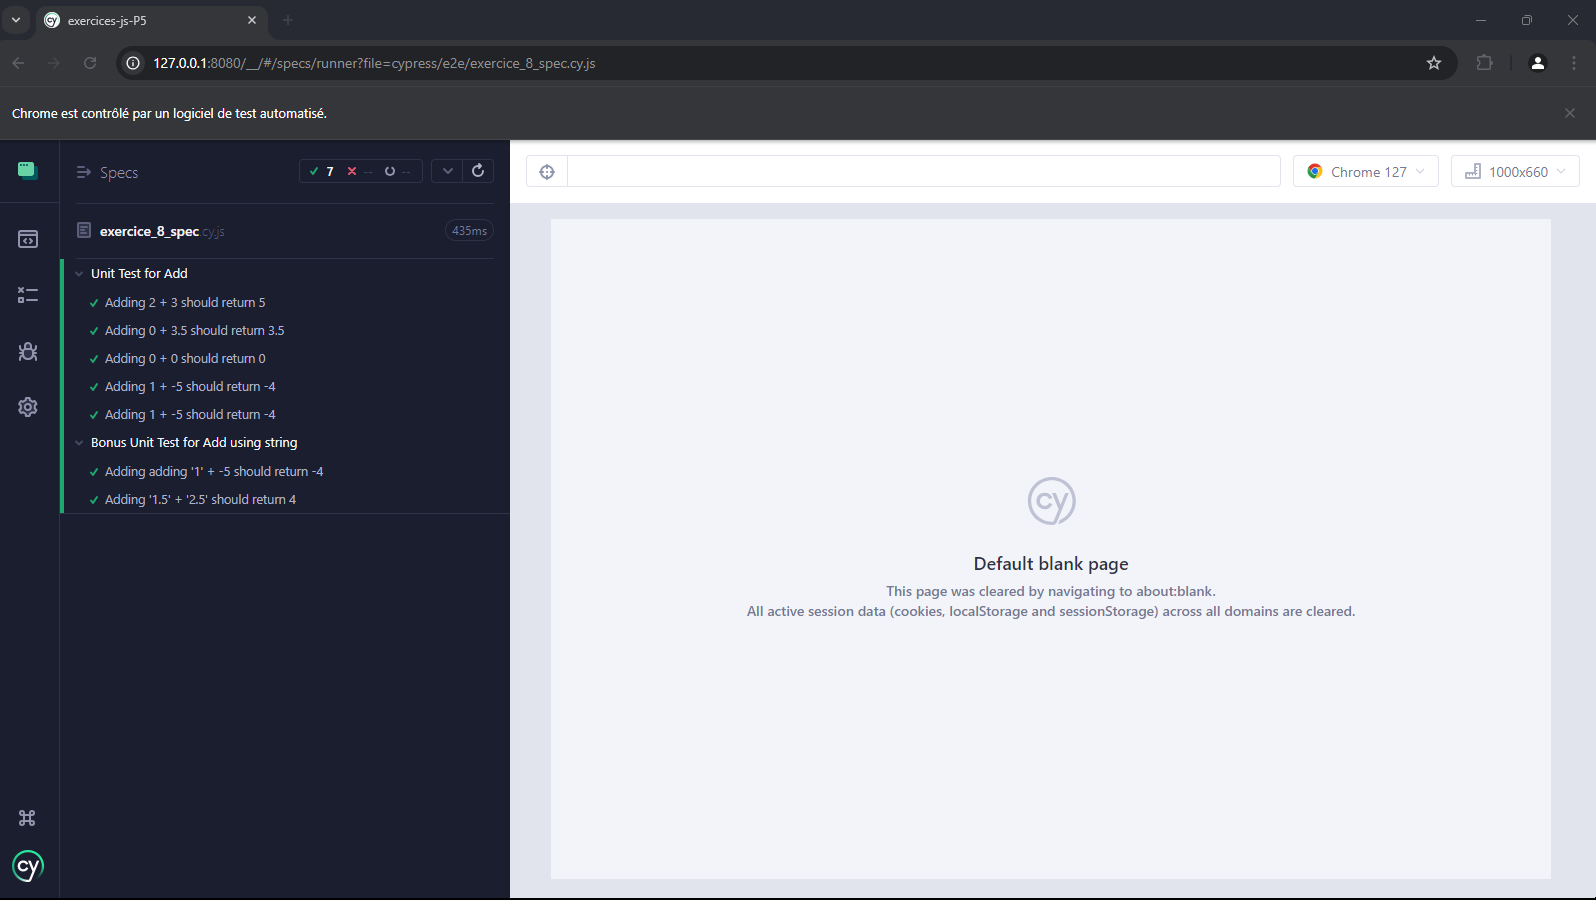 exercices-js-P5
127.0.0.1:8080/__/#/specs/runner?file=cypress/e2e/exercice_8_spec.cy.js
Chrome est contrôlé par un logiciel de test automatisé.
Specs
7 -- --
Chrome 127
1000x660
exercice_8_spec.cy.js
435ms
Unit Test for Add
Adding 2 + 3 should return 5
Adding 0 + 3.5 should return 3.5
Adding 0 + 0 should return 0
Adding 1 + -5 should return -4
Adding 1 + -5 should return -4
Bonus Unit Test for Add using string
Adding adding '1' + -5 should return -4
Adding '1.5' + '2.5' should return 4
cy
Default blank page
This page was cleared by navigating to about:blank.
All active session data (cookies, localStorage and sessionStorage) across all domains are cleared.
cy